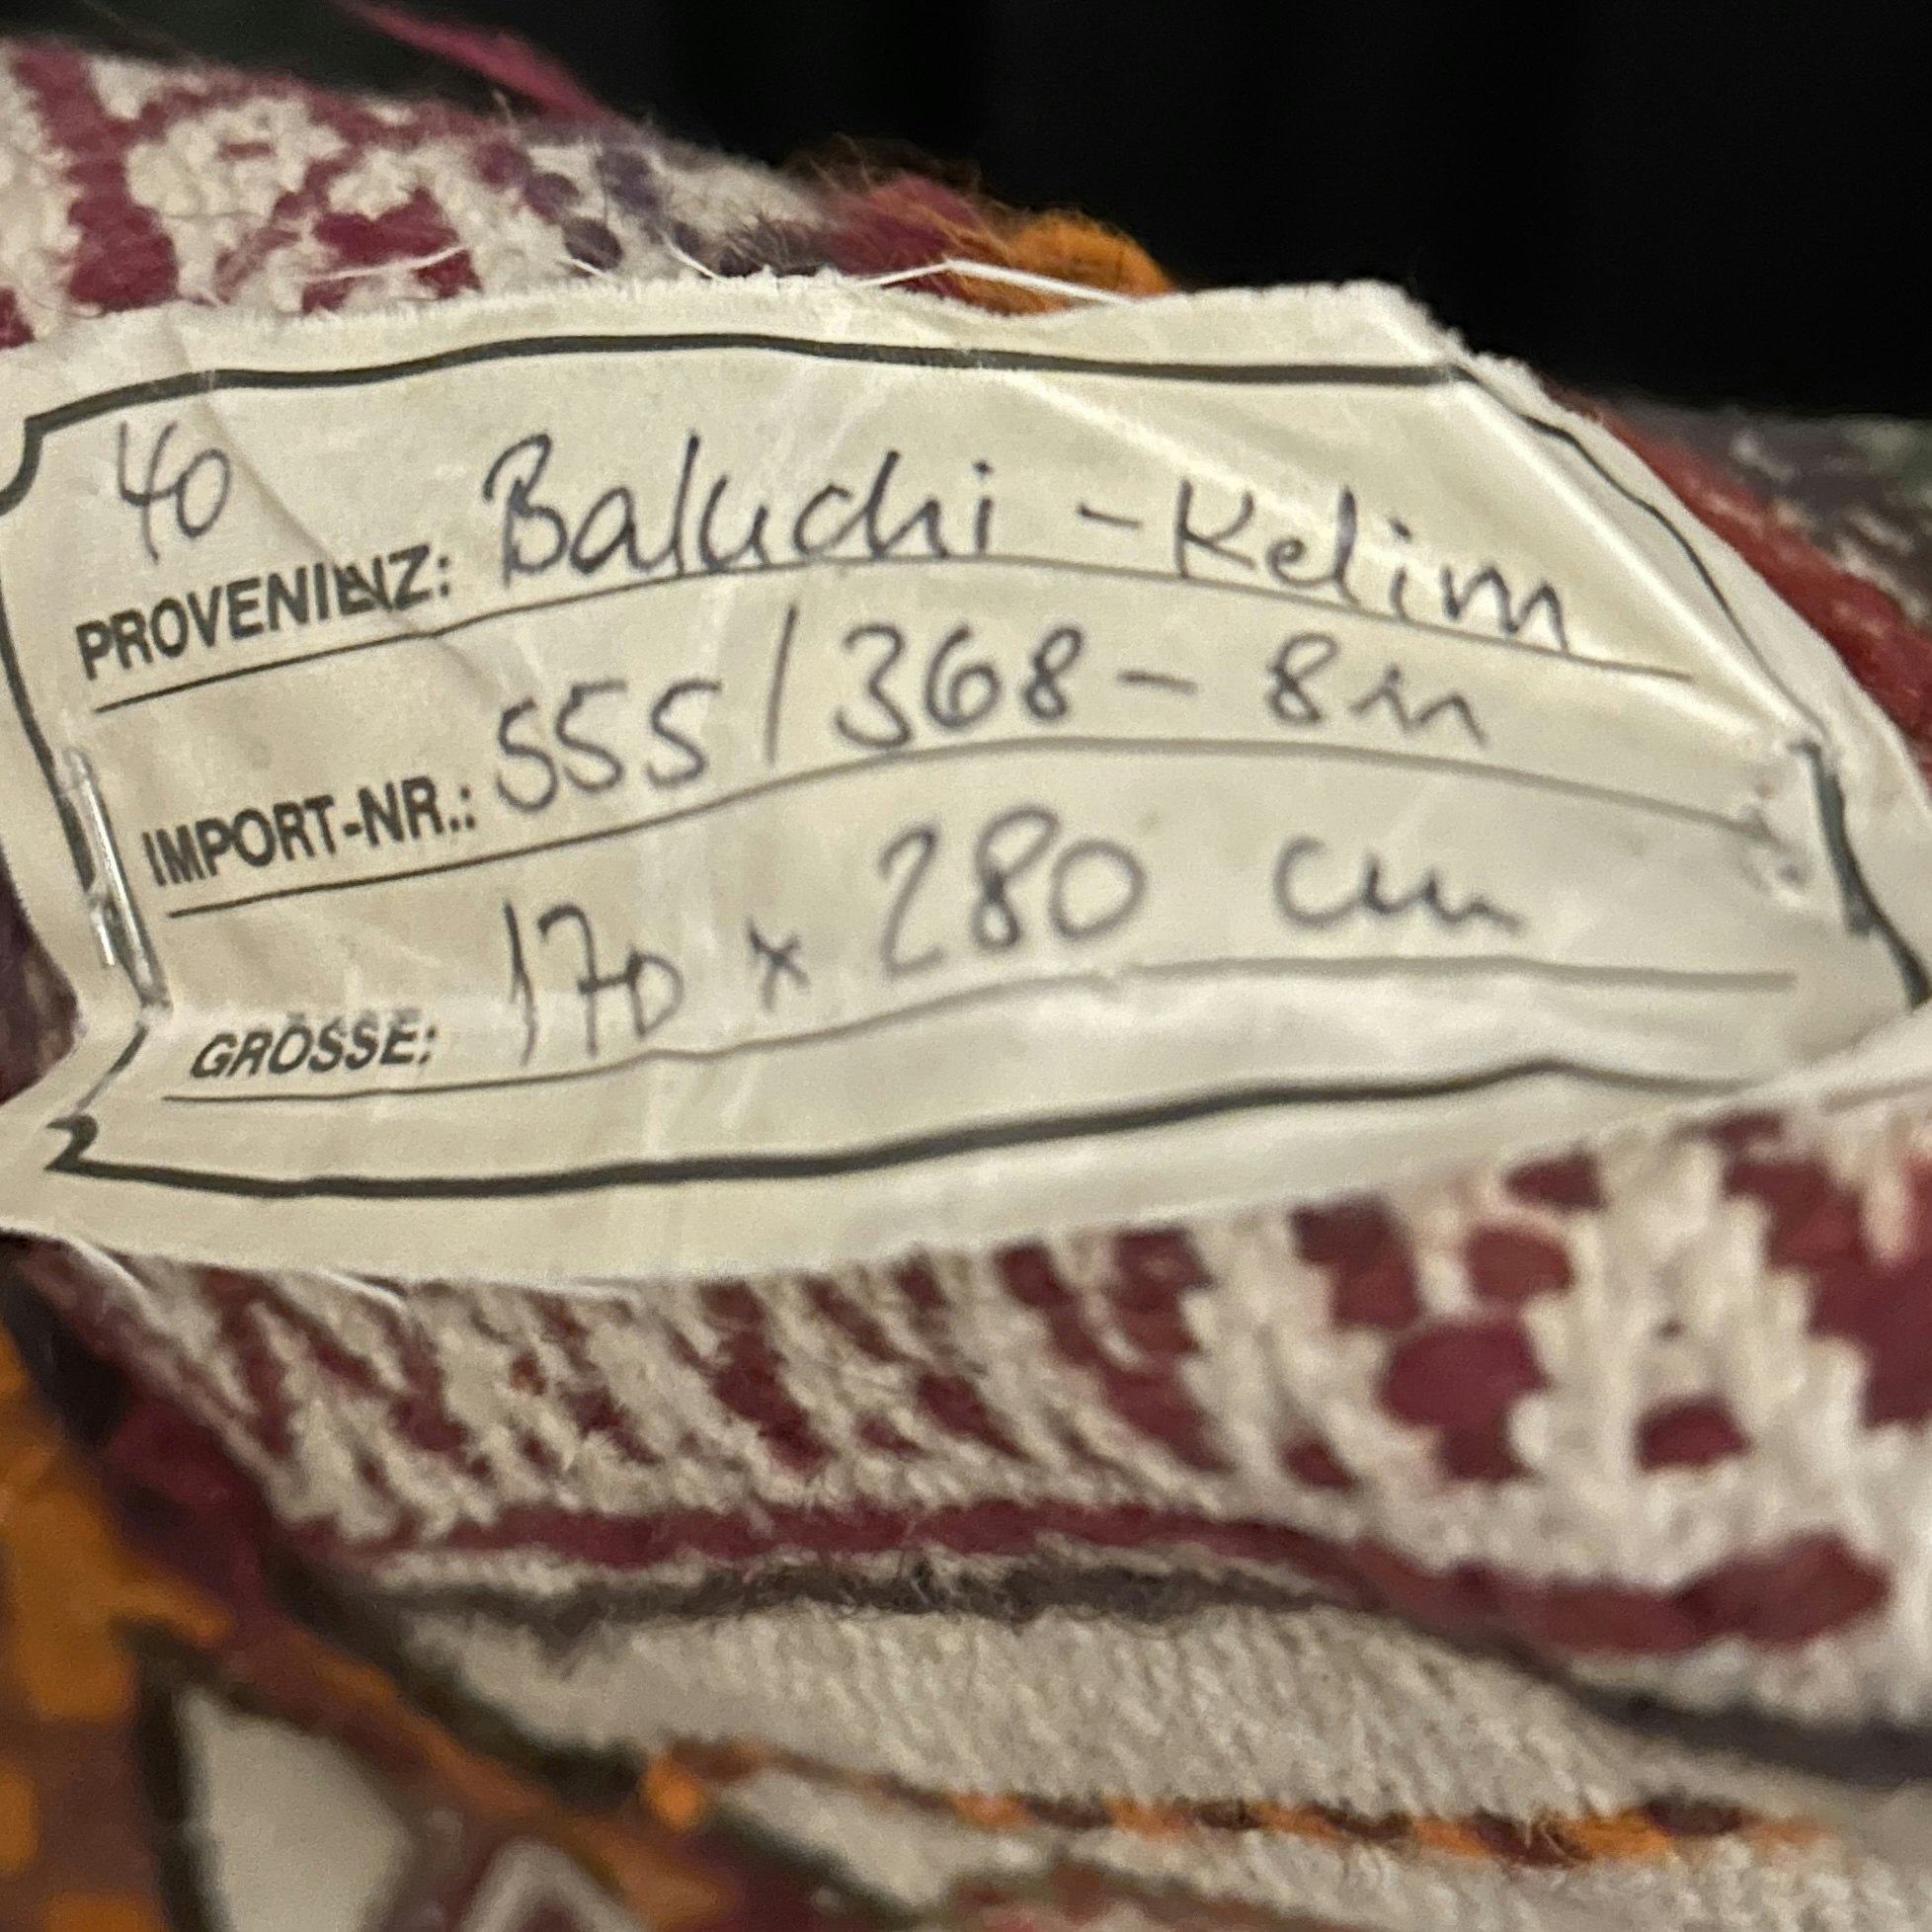 40
PROVENIENZ: Baluchi - Kelim
IMPORT-NR.: 555 / 368 - 8m
GRÖSSE: 170 x 280 cm